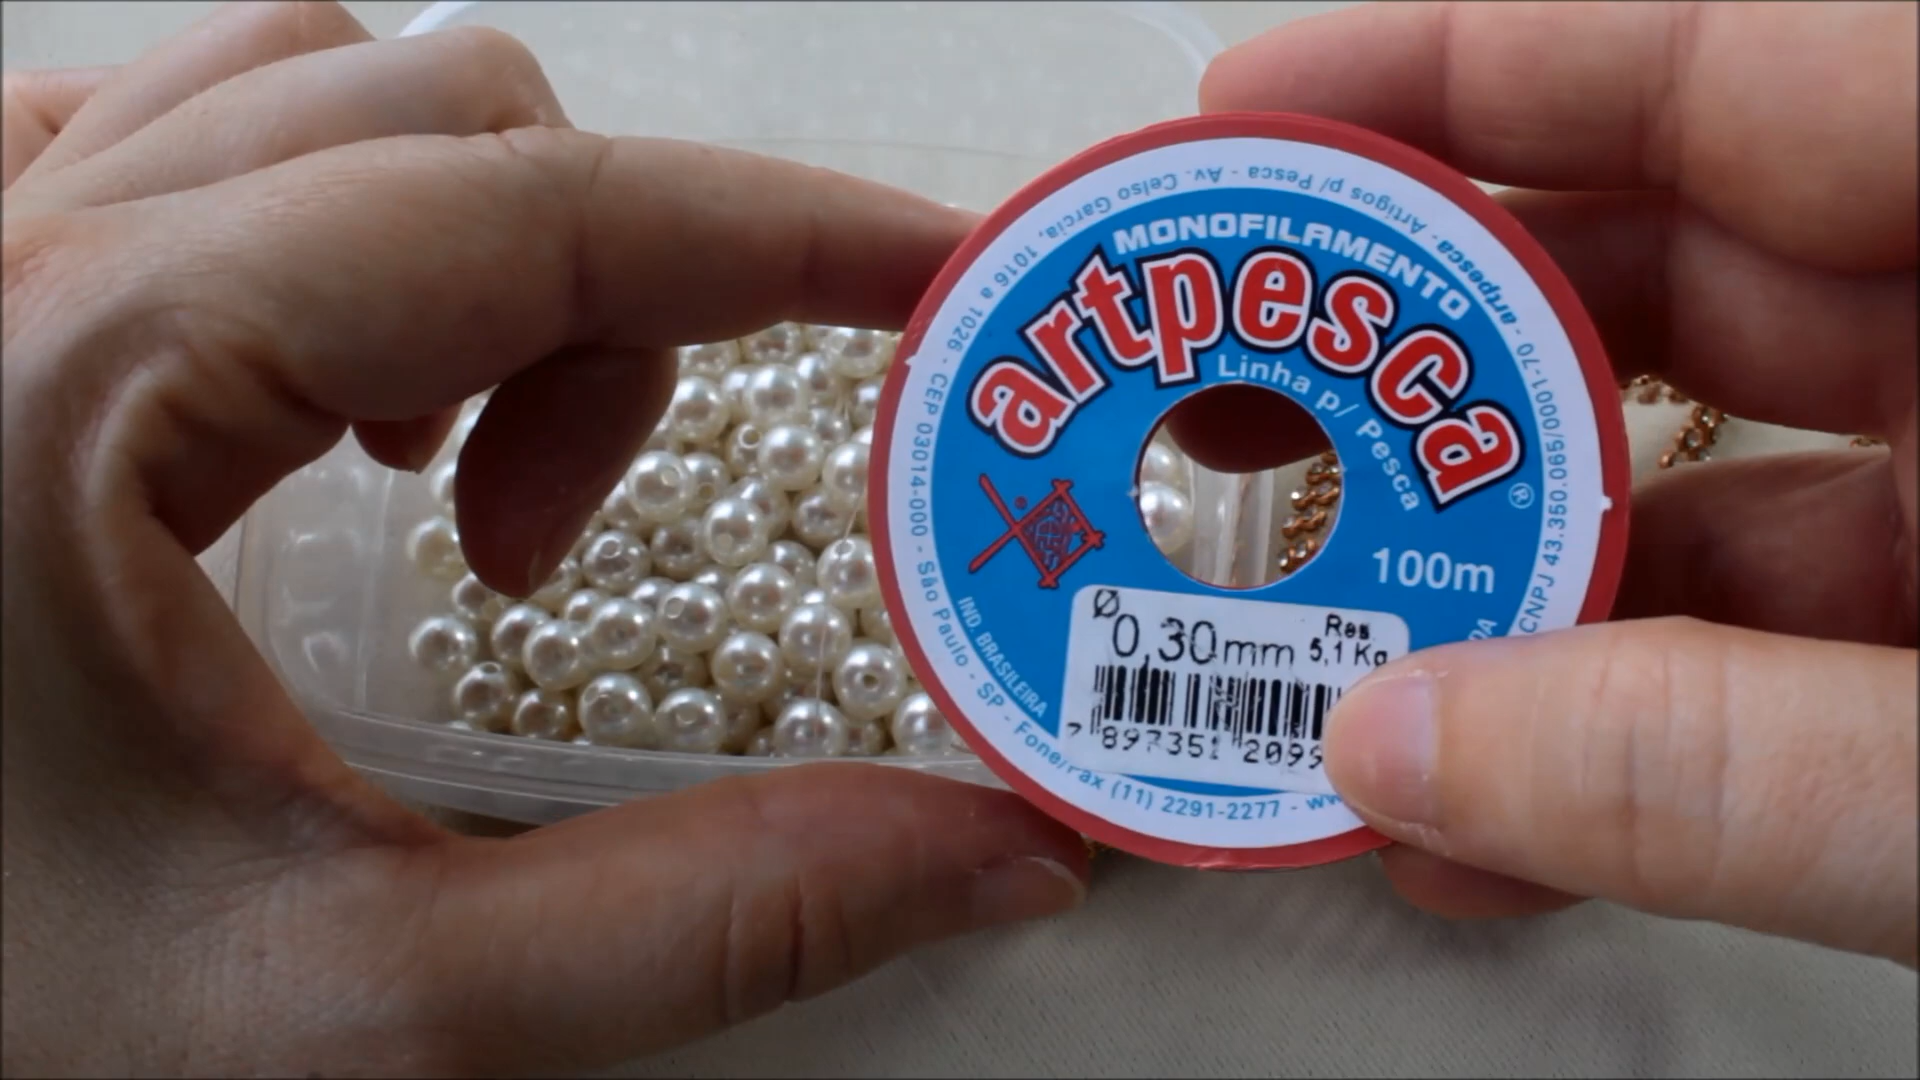 MONOFILAMENTO
artpesca®
Linha p/ Pesca
100m
Ø 0,30mm Res. 5,1 Kg
7 897351 2099
IND. BRASILEIRA
artpesca - Artigos p/ Pesca - Av. Celso Garcia, 1016 a 1026 - CEP 03014-000 - São Paulo - SP - Fone/Fax (11) 2291-2277 -
CNPJ 43.350.065/0001-70